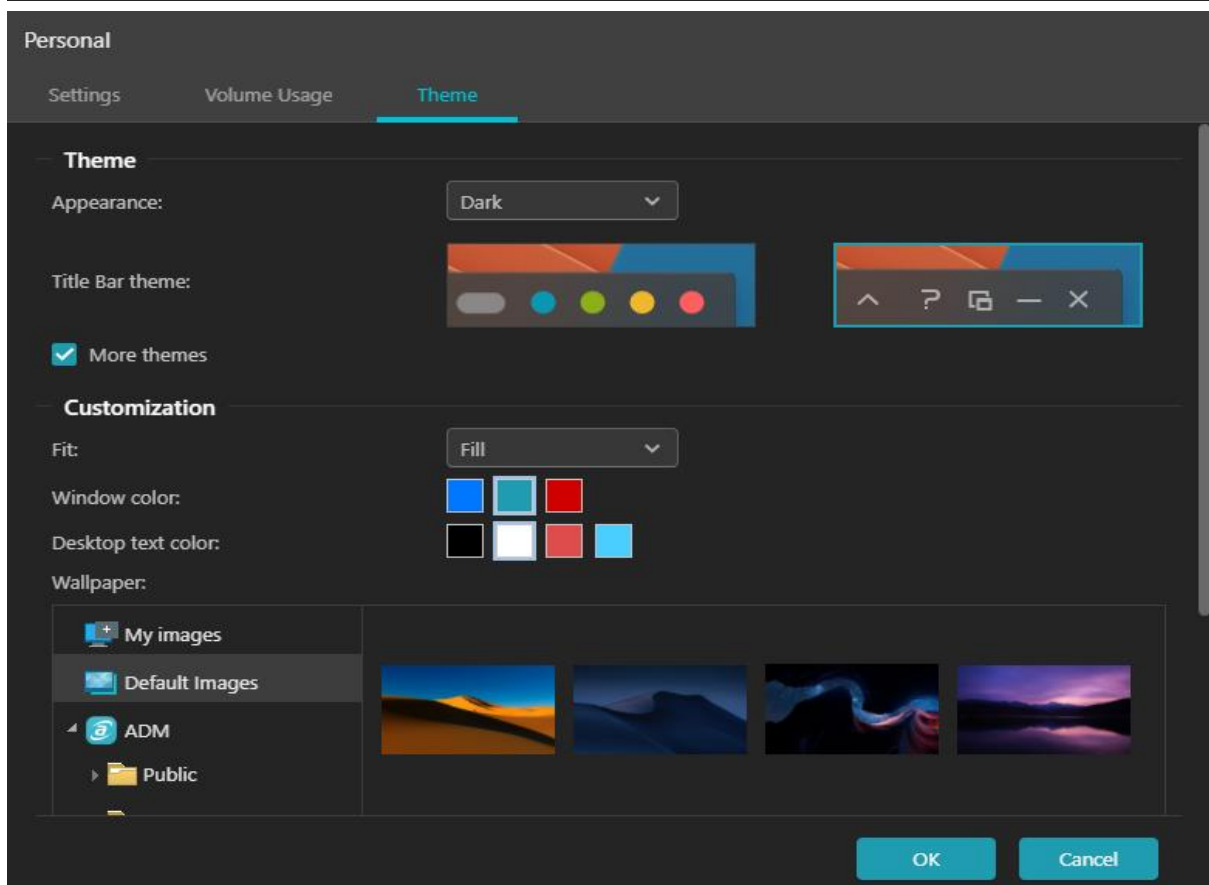 Personal
Settings Volume Usage Theme
Theme
Appearance: Dark
Title Bar theme:
More themes
Customization
Fit: Fill
Window color:
Desktop text color:
Wallpaper:
My images
Default Images
ADM
Public
OK Cancel